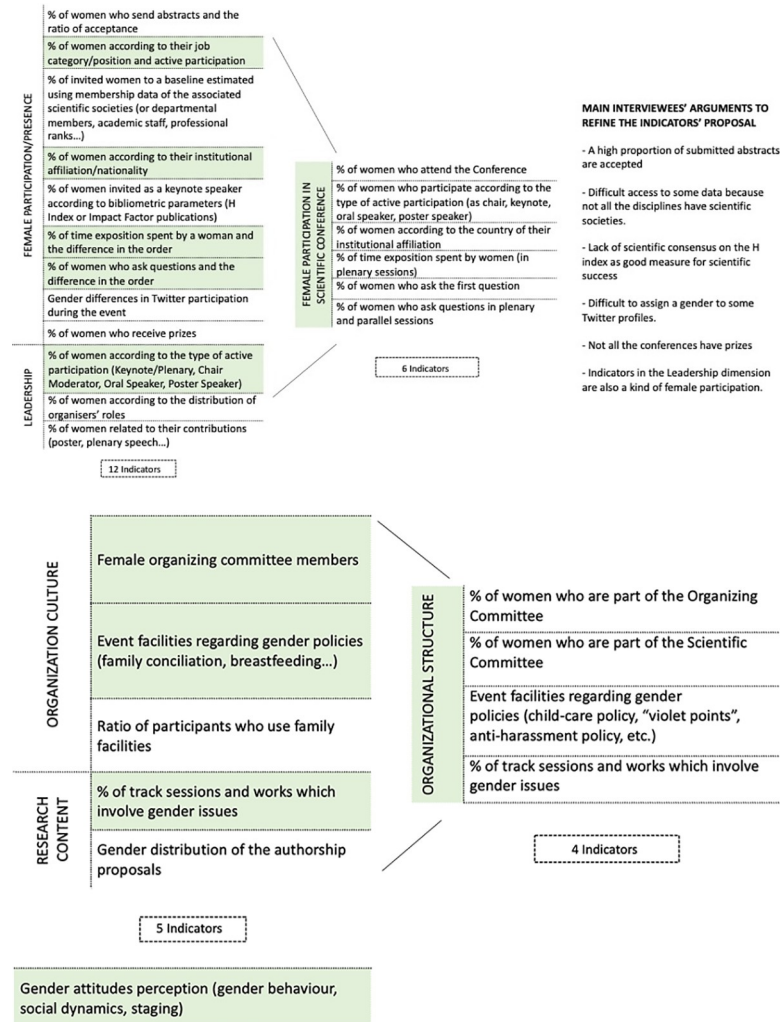 FEMALE PARTICIPATION/PRESENCE
% of women who send abstracts and the
ratio of acceptance
% of women according to their job
category/position and active participation
% of invited women to a baseline estimated
using membership data of the associated
scientific societies (or departmental
members, academic staff, professional
ranks...)
% of women according to their institutional
affiliation/nationality
% of women invited as a keynote speaker
according to bibliometric parameters (H
Index or Impact Factor publications)
% of time exposition spent by a woman and
the difference in the order
% of women who ask questions and the
difference in the order
Gender differences in Twitter participation
during the event
% of women who receive prizes
LEADERSHIP
% of women according to the type of active
participation (Keynote/Plenary, Chair
Moderator, Oral Speaker, Poster Speaker)
% of women according to the distribution of
organisers' roles
% of women related to their contributions
(poster, plenary speech...)
12 Indicators
FEMALE PARTICIPATION IN
SCIENTIFIC CONFERENCE
% of women who attend the Conference
% of women who participate according to the
type of active participation (as chair, keynote,
oral speaker, poster speaker)
% of women according to the country of their
institutional affiliation
% of time exposition spent by women (in
plenary sessions)
% of women who ask the first question
% of women who ask questions in plenary
and parallel sessions
6 Indicators
MAIN INTERVIEWEES' ARGUMENTS TO
REFINE THE INDICATORS' PROPOSAL
- A high proportion of submitted abstracts
are accepted
- Difficult access to some data because
not all the disciplines have scientific
societies.
- Lack of scientific consensus on the H
index as good measure for scientific
success
- Difficult to assign a gender to some
Twitter profiles.
- Not all the conferences have prizes
- Indicators in the Leadership dimension
are also a kind of female participation.
ORGANIZATION CULTURE
Female organizing committee members
Event facilities regarding gender policies
(family conciliation, breastfeeding...)
Ratio of participants who use family
facilities
RESEARCH
CONTENT
% of track sessions and works which
involve gender issues
Gender distribution of the authorship
proposals
5 Indicators
ORGANIZATIONAL STRUCTURE
% of women who are part of the Organizing
Committee
% of women who are part of the Scientific
Committee
Event facilities regarding gender
policies (child-care policy, "violet points",
anti-harassment policy, etc.)
% of track sessions and works which involve
gender issues
4 Indicators
Gender attitudes perception (gender behaviour,
social dynamics, staging)